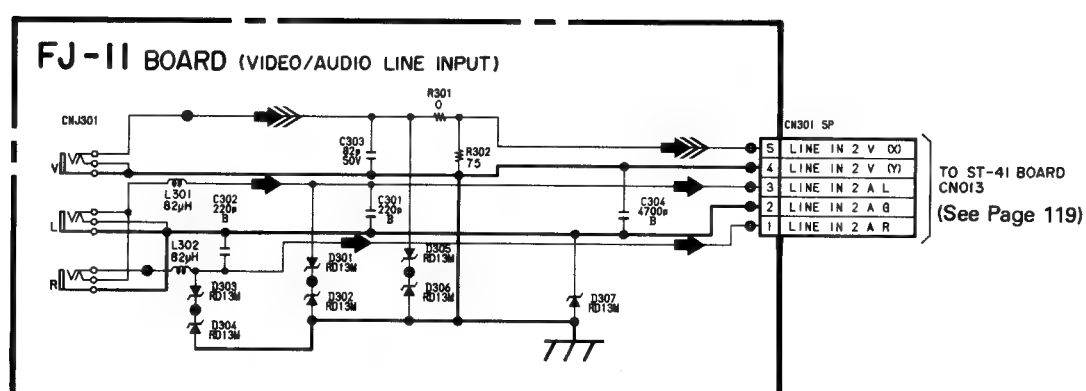 FJ-11 BOARD (VIDEO/AUDIO LINE INPUT)
CNJ301
R301
0
C303
82p
50V
R302
75
V
L301
82µH
C302
220p
B
C301
220p
B
C304
4700p
B
L
L302
82µH
R
D303
RD13M
D304
RD13M
D301
RD13M
D302
RD13M
D305
RD13M
D306
RD13M
D307
RD13M
CN301 5P
5 LINE IN 2 V (X)
4 LINE IN 2 V (Y)
3 LINE IN 2 A L
2 LINE IN 2 A G
1 LINE IN 2 A R
TO ST-41 BOARD
CN013
(See Page 119)